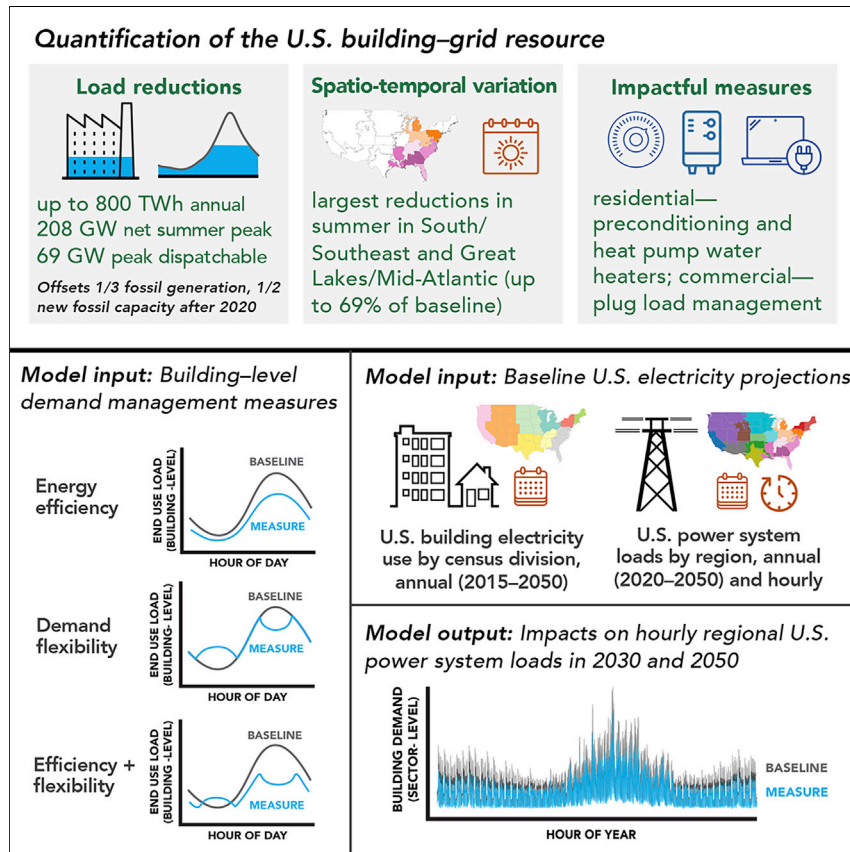 Quantification of the U.S. building–grid resource
Load reductions
up to 800 TWh annual
208 GW net summer peak
69 GW peak dispatchable
Offsets 1/3 fossil generation, 1/2
new fossil capacity after 2020
Spatio-temporal variation
largest reductions in
summer in South/
Southeast and Great
Lakes/Mid-Atlantic (up
to 69% of baseline)
Impactful measures
residential—
preconditioning and
heat pump water
heaters; commercial—
plug load management
Model input: Building–level
demand management measures
Energy
efficiency
END USE LOAD
(BUILDING -LEVEL)
BASELINE
MEASURE
HOUR OF DAY
Demand
flexibility
END USE LOAD
(BUILDING- LEVEL)
BASELINE
MEASURE
HOUR OF DAY
Efficiency +
flexibility
END USE LOAD
(BUILDING -LEVEL)
BASELINE
MEASURE
HOUR OF DAY
Model input: Baseline U.S. electricity projections
U.S. building electricity
use by census division,
annual (2015–2050)
U.S. power system
loads by region, annual
(2020–2050) and hourly
Model output: Impacts on hourly regional U.S.
power system loads in 2030 and 2050
BUILDING DEMAND
(SECTOR- LEVEL)
BASELINE
MEASURE
HOUR OF YEAR